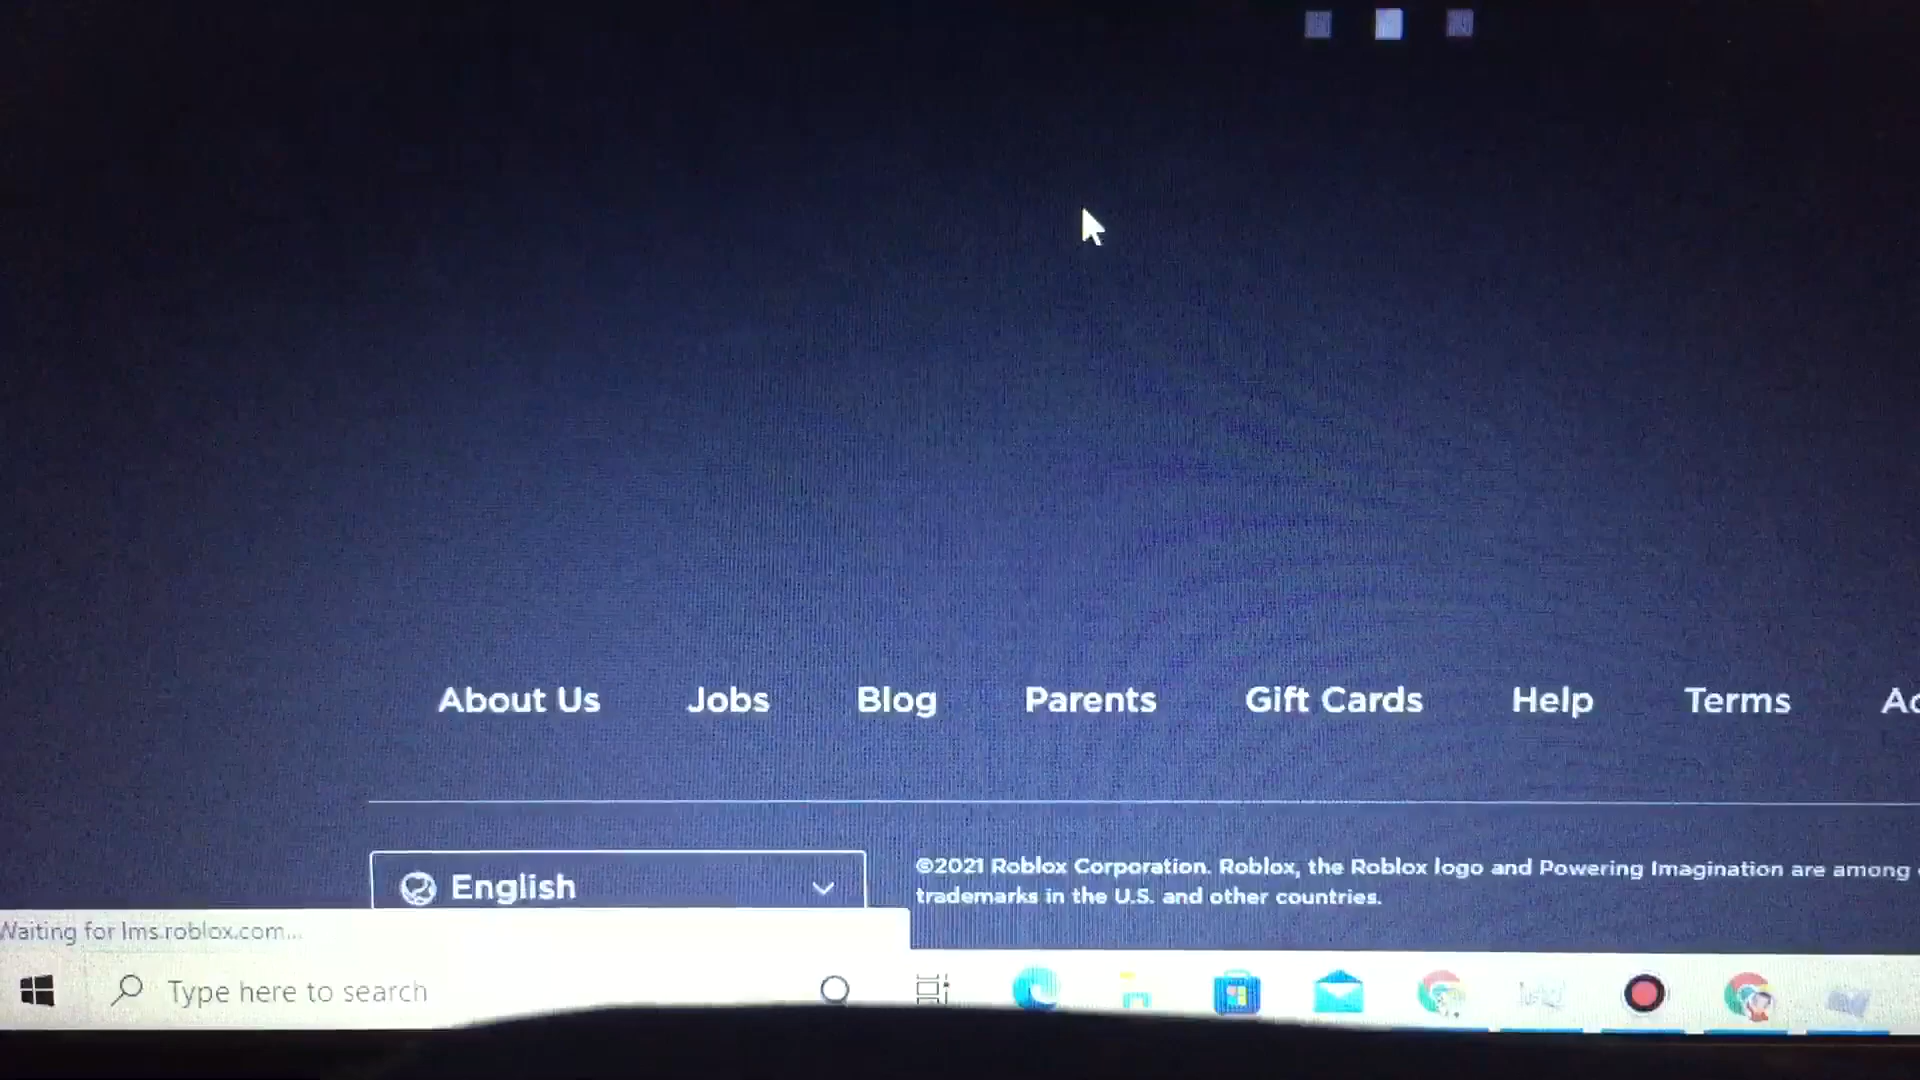 About Us Jobs Blog Parents Gift Cards Help Terms Ac
English
©2021 Roblox Corporation. Roblox, the Roblox logo and Powering Imagination are among
trademarks in the U.S. and other countries.
Waiting for lms.roblox.com...
Type here to search